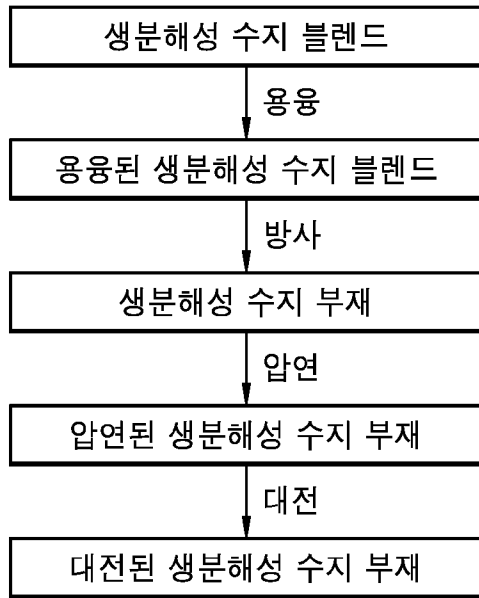 생분해성 수지 블렌드
용융
용융된 생분해성 수지 블렌드
방사
생분해성 수지 부재
압연
압연된 생분해성 수지 부재
대전
대전된 생분해성 수지 부재